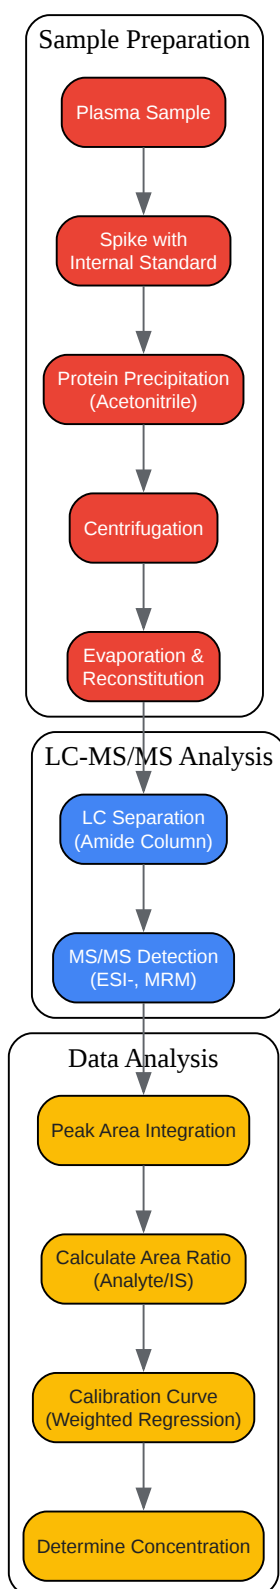 Sample Preparation
Plasma Sample
Spike with
Internal Standard
Protein Precipitation
(Acetonitrile)
Centrifugation
Evaporation &
Reconstitution
LC-MS/MS Analysis
LC Separation
(Amide Column)
MS/MS Detection
(ESI-, MRM)
Data Analysis
Peak Area Integration
Calculate Area Ratio
(Analyte/IS)
Calibration Curve
(Weighted Regression)
Determine Concentration